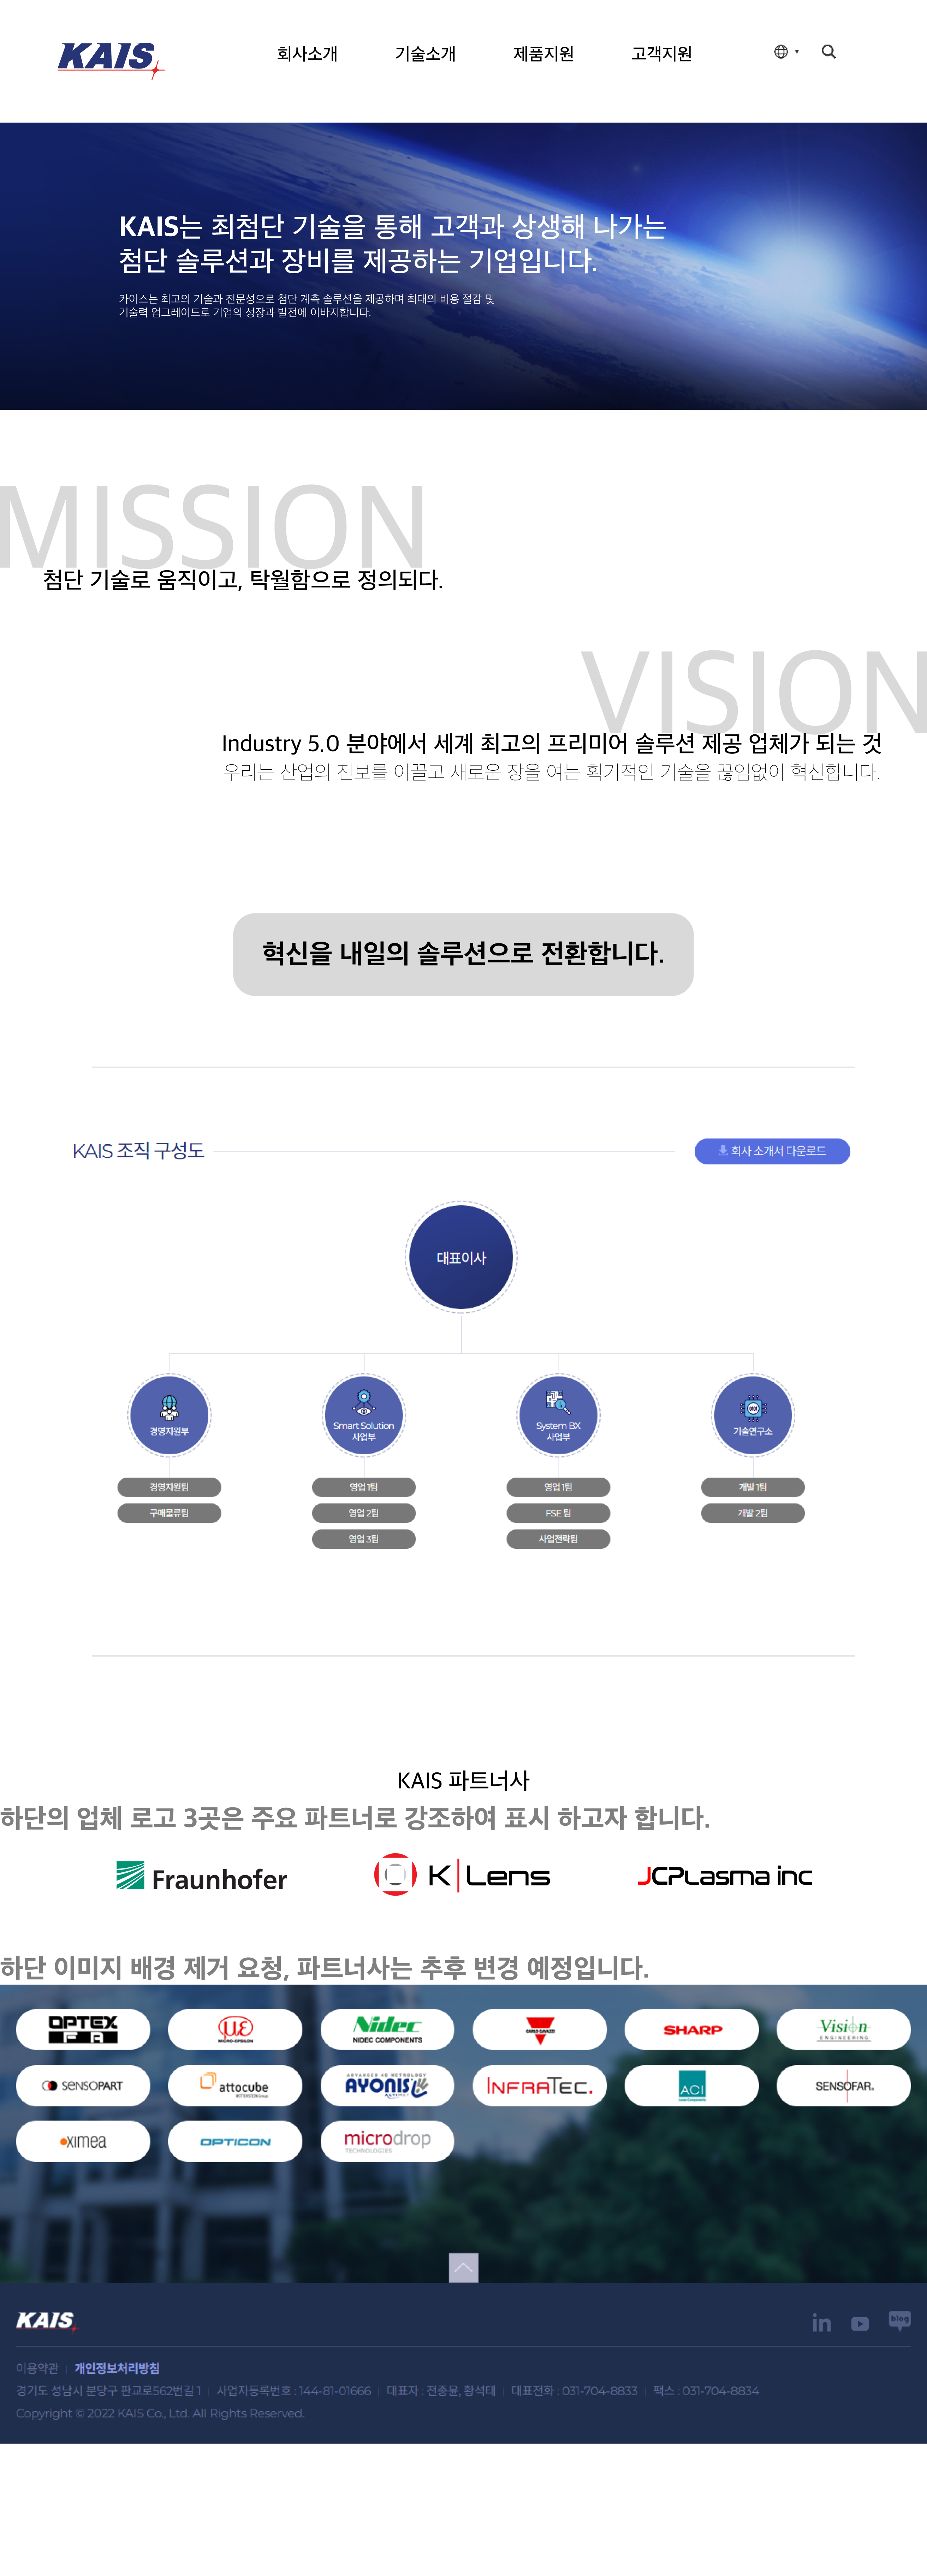 KAIS
회사소개 기술소개 제품지원 고객지원
KAIS는 최첨단 기술을 통해 고객과 상생해 나가는
첨단 솔루션과 장비를 제공하는 기업입니다.
카이스는 최고의 기술과 전문성으로 첨단 계측 솔루션을 제공하며 최대의 비용 절감 및
기술력 업그레이드로 기업의 성장과 발전에 이바지합니다.
MISSION
첨단 기술로 움직이고, 탁월함으로 정의되다.
VISION
Industry 5.0 분야에서 세계 최고의 프리미어 솔루션 제공 업체가 되는 것
우리는 산업의 진보를 이끌고 새로운 장을 여는 획기적인 기술을 끊임없이 혁신합니다.
혁신을 내일의 솔루션으로 전환합니다.
KAIS 조직 구성도
회사 소개서 다운로드
대표이사
경영지원부
Smart Solution
사업부
System BX
사업부
기술연구소
경영지원팀 영업 1팀 영업 1팀 개발 1팀
구매물류팀 영업 2팀 FSE 팀 개발 2팀
영업 3팀 사업전략팀
KAIS 파트너사
하단의 업체 로고 3곳은 주요 파트너로 강조하여 표시 하고자 합니다.
Fraunhofer K Lens JCPLasma inc
하단 이미지 배경 제거 요청, 파트너사는 추후 변경 예정입니다.
OPTEX
FA
με
MICRO-EPSILON
Nidec
NIDEC COMPONENTS
CARLO GAVAZZI
SHARP
Vision
ENGINEERING
SENSOPART
attocube
ADVANCED 4D METROLOGY
AYONIS
INFRATEC.
ACI
SENSOFAR
ximea
OPTICON
microdrop
TECHNOLOGIES
KAIS
in
blog
이용약관 개인정보처리방침
경기도 성남시 분당구 판교로562번길 1 사업자등록번호 : 144-81-01666 대표자 : 전종윤, 황석태 대표전화 : 031-704-8833 팩스 : 031-704-8834
Copyright © 2022 KAIS Co., Ltd. All Rights Reserved.